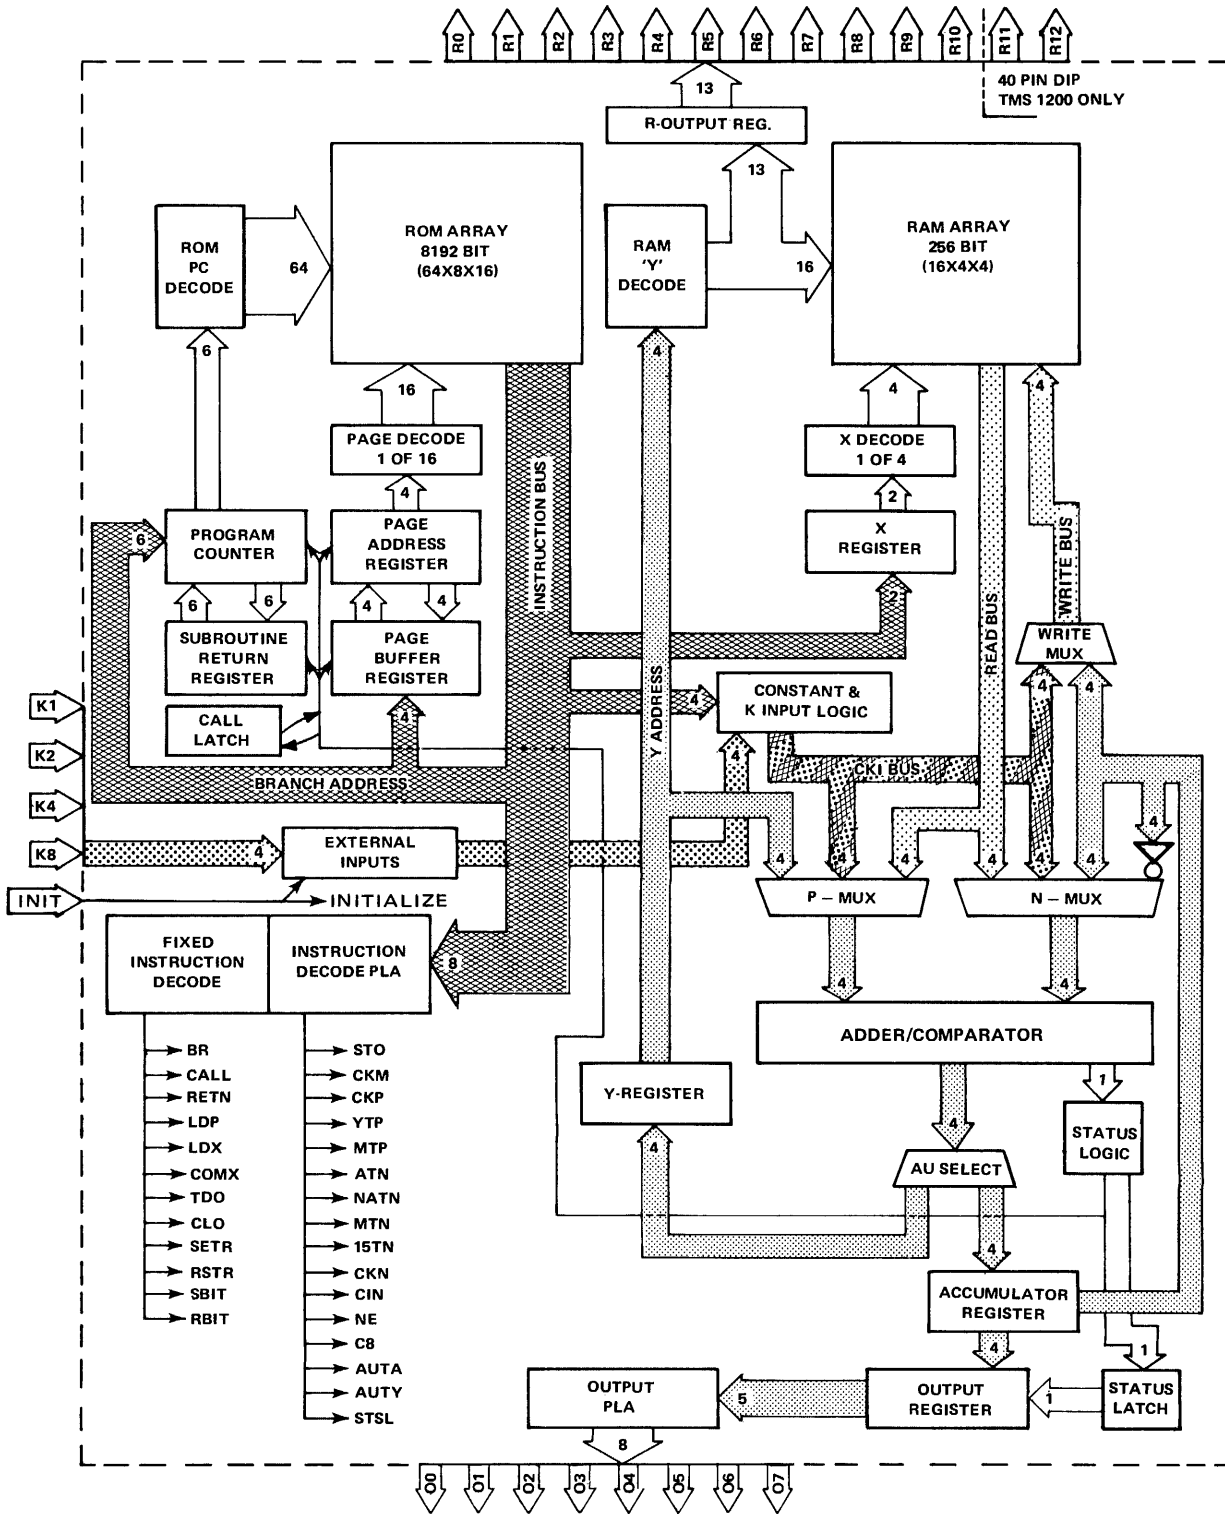 R0 R1 R2 R3 R4 R5 R6 R7 R8 R9 R10 R11 R12
40 PIN DIP
TMS 1200 ONLY
13
R-OUTPUT REG.
13
ROM
PC
DECODE
64
ROM ARRAY
8192 BIT
(64X8X16)
RAM
'Y'
DECODE
16
RAM ARRAY
256 BIT
(16X4X4)
6
16
4
4
4
PAGE DECODE
1 OF 16
X DECODE
1 OF 4
4
2
INSTRUCTION BUS
6
PROGRAM
COUNTER
PAGE
ADDRESS
REGISTER
X
REGISTER
WRITE BUS
6
6
4
4
2
SUBROUTINE
RETURN
REGISTER
PAGE
BUFFER
REGISTER
READ BUS
WRITE
MUX
Y ADDRESS
K1
K2
K4
K8
CALL
LATCH
4
4
CONSTANT &
K INPUT LOGIC
4
4
4
BRANCH ADDRESS
CKI BUS
4
4
EXTERNAL
INPUTS
4
4
4
4
4
4
INIT
INITIALIZE
P – MUX
N – MUX
FIXED
INSTRUCTION
DECODE
INSTRUCTION
DECODE PLA
8
4
4
ADDER/COMPARATOR
BR
CALL
RETN
LDP
LDX
COMX
TDO
CLO
SETR
RSTR
SBIT
RBIT
STO
CKM
CKP
YTP
MTP
ATN
NATN
MTN
15TN
CKN
CIN
NE
C8
AUTA
AUTY
STSL
Y-REGISTER
1
4
4
STATUS
LOGIC
AU SELECT
4
ACCUMULATOR
REGISTER
4
1
OUTPUT
PLA
5
OUTPUT
REGISTER
1
STATUS
LATCH
8
O0 O1 O2 O3 O4 O5 O6 O7